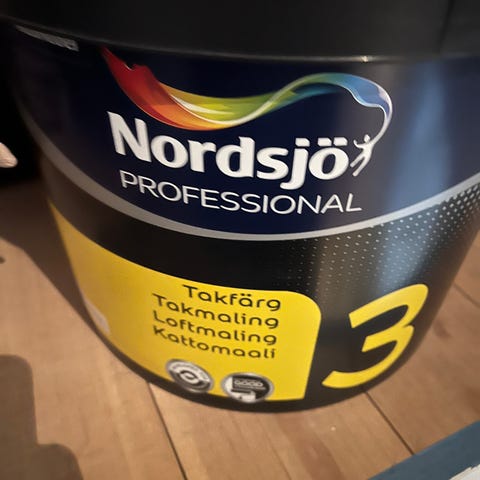 Nordsjö
PROFESSIONAL
Takfärg
Takmaling
Loftmaling
Kattomaali
3